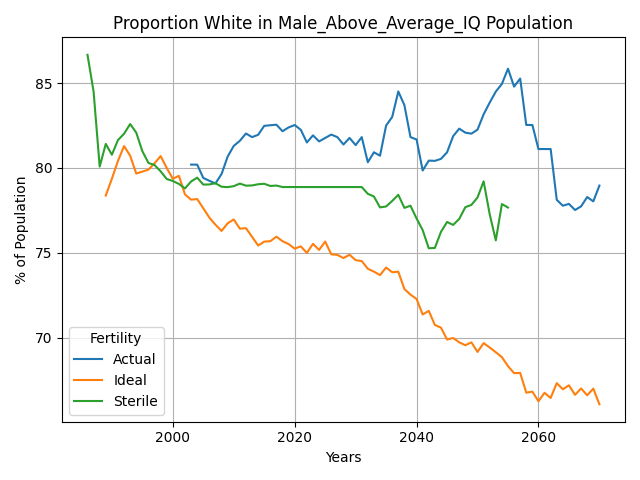 Proportion White in Male_Above_Average_IQ Population
% of Population
85
80
75
70
Fertility
Actual
Ideal
Sterile
2000
2020
2040
2060
Years